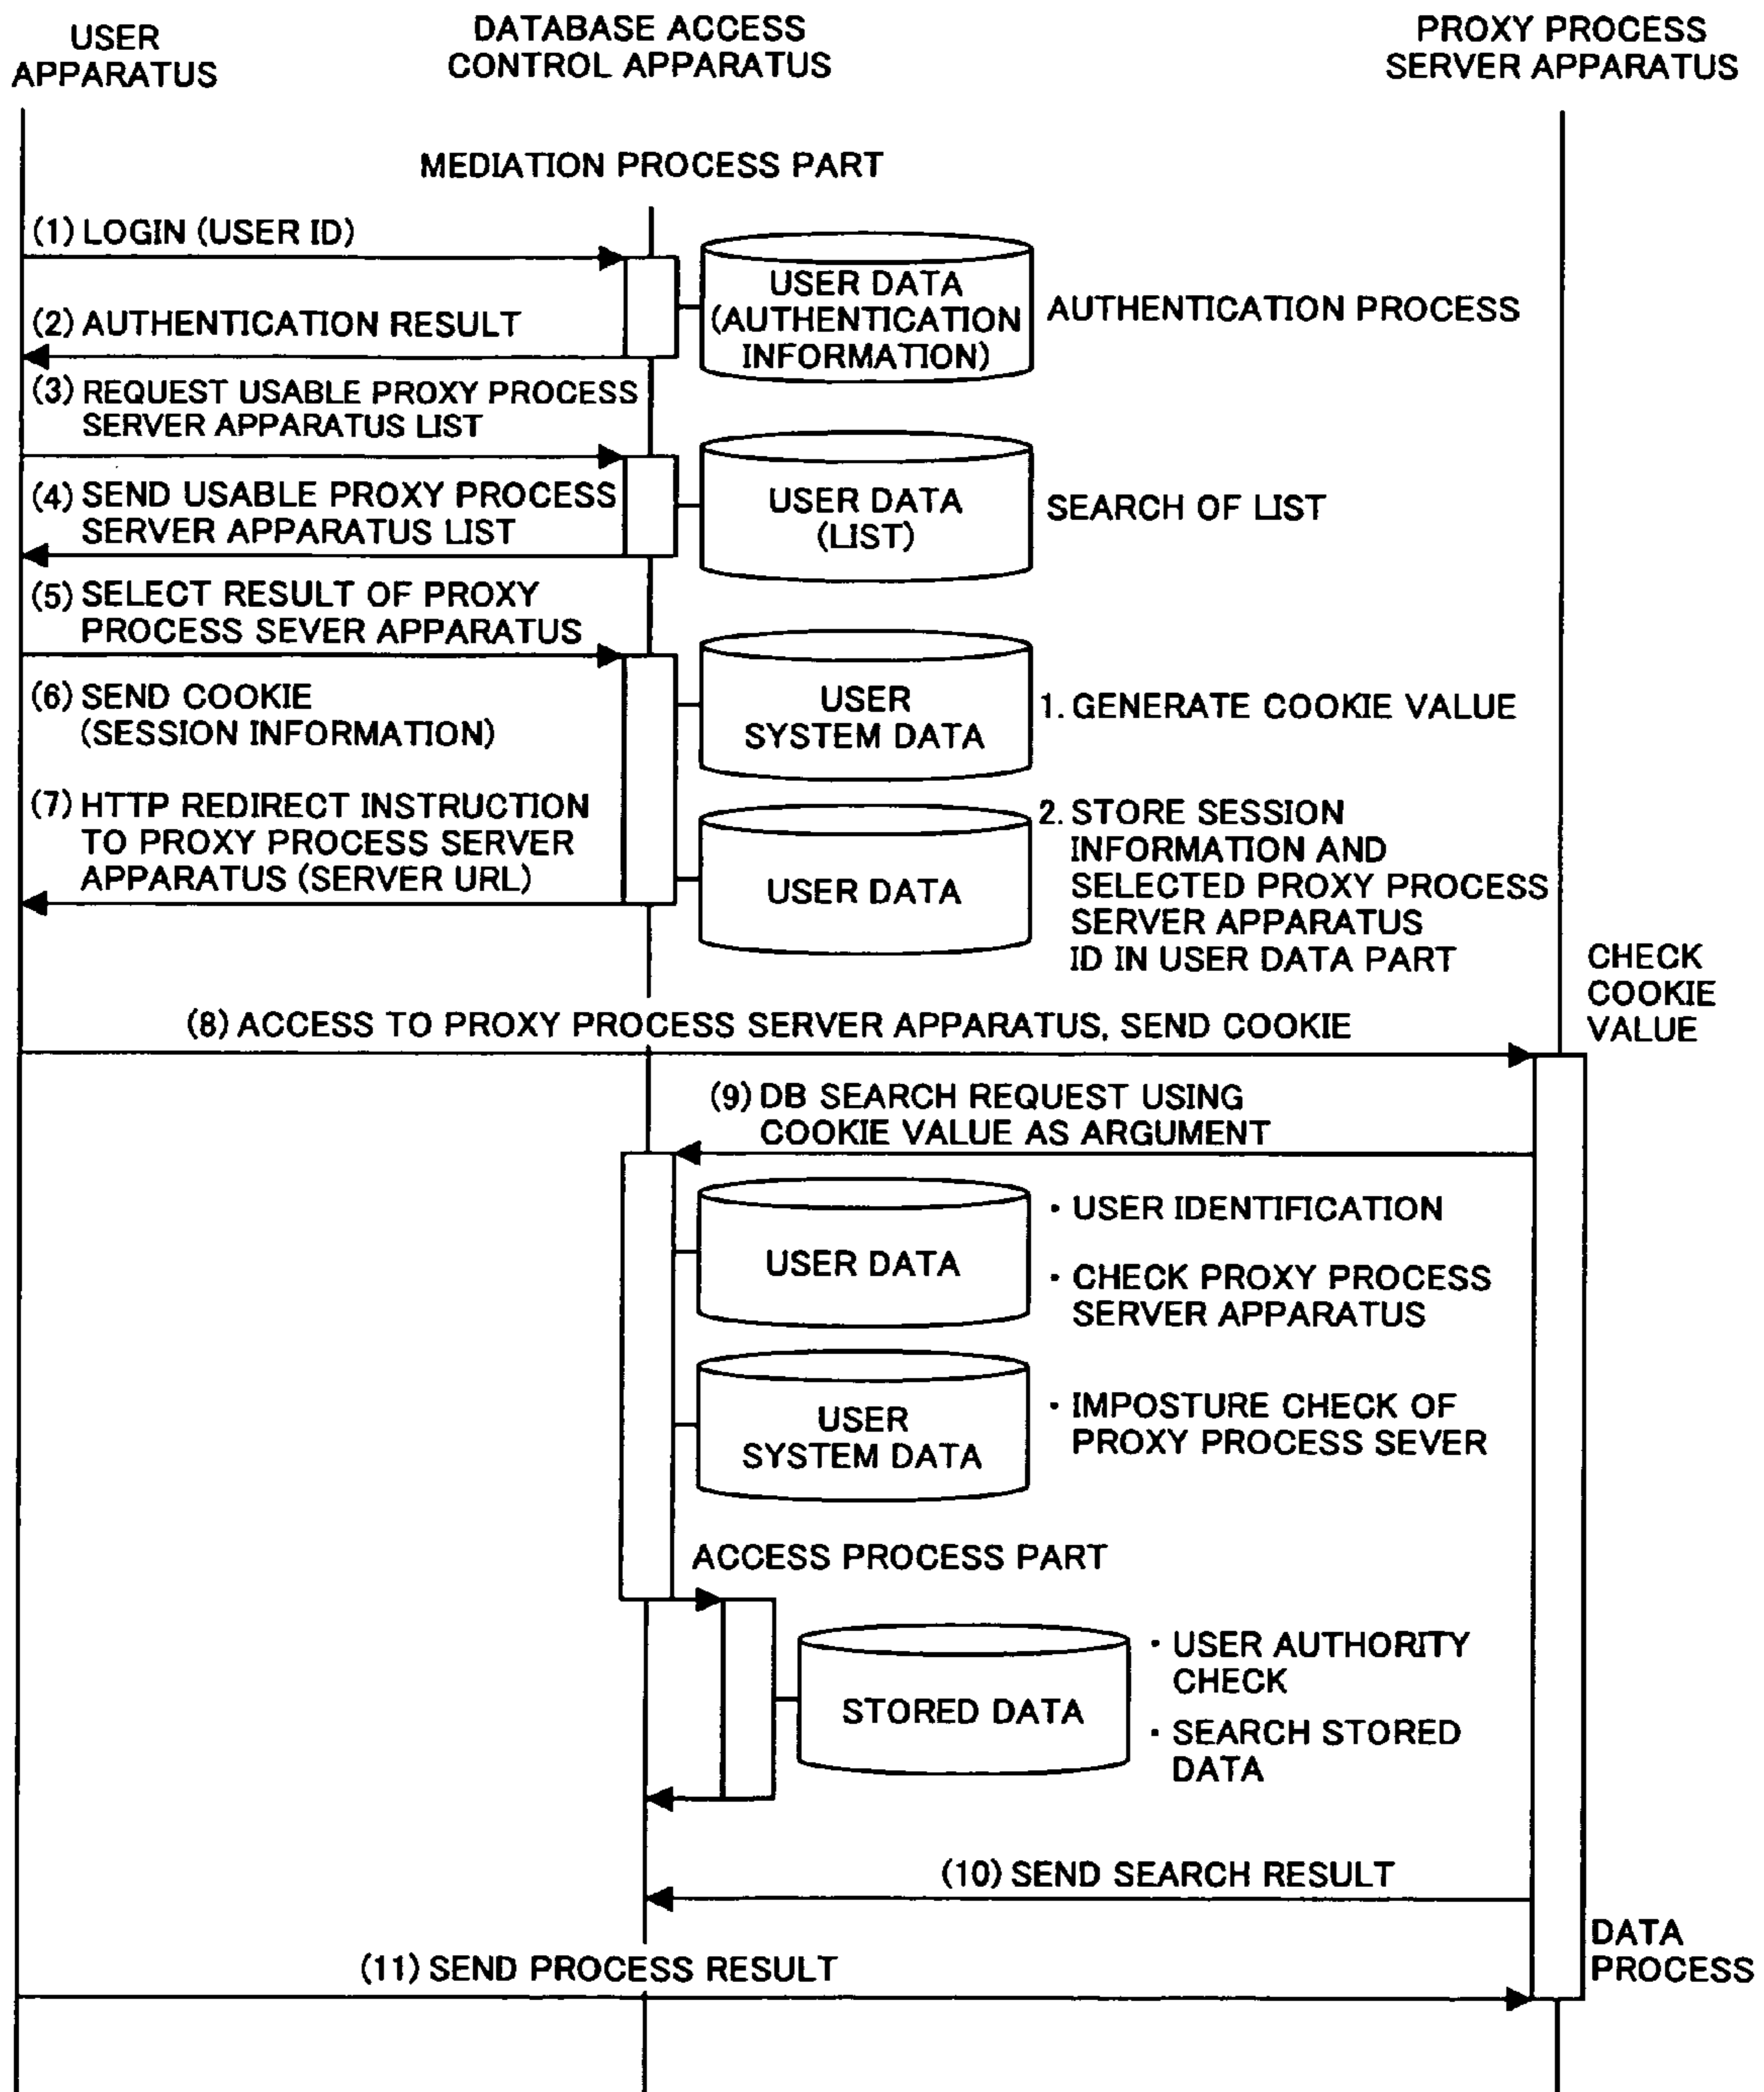 USER
APPARATUS
DATABASE ACCESS
CONTROL APPARATUS
PROXY PROCESS
SERVER APPARATUS
MEDIATION PROCESS PART
(1) LOGIN (USER ID)
USER DATA
(AUTHENTICATION
INFORMATION)
AUTHENTICATION PROCESS
(2) AUTHENTICATION RESULT
(3) REQUEST USABLE PROXY PROCESS
SERVER APPARATUS LIST
(4) SEND USABLE PROXY PROCESS
SERVER APPARATUS LIST
USER DATA
(LIST)
SEARCH OF LIST
(5) SELECT RESULT OF PROXY
PROCESS SEVER APPARATUS
(6) SEND COOKIE
(SESSION INFORMATION)
USER
SYSTEM DATA
1. GENERATE COOKIE VALUE
(7) HTTP REDIRECT INSTRUCTION
TO PROXY PROCESS SERVER
APPARATUS (SERVER URL)
USER DATA
2. STORE SESSION
INFORMATION AND
SELECTED PROXY PROCESS
SERVER APPARATUS
ID IN USER DATA PART
CHECK
COOKIE
VALUE
(8) ACCESS TO PROXY PROCESS SERVER APPARATUS, SEND COOKIE
(9) DB SEARCH REQUEST USING
COOKIE VALUE AS ARGUMENT
USER DATA
・USER IDENTIFICATION
・CHECK PROXY PROCESS
SERVER APPARATUS
USER
SYSTEM DATA
・IMPOSTURE CHECK OF
PROXY PROCESS SEVER
ACCESS PROCESS PART
STORED DATA
・USER AUTHORITY
CHECK
・SEARCH STORED
DATA
(10) SEND SEARCH RESULT
DATA
PROCESS
(11) SEND PROCESS RESULT